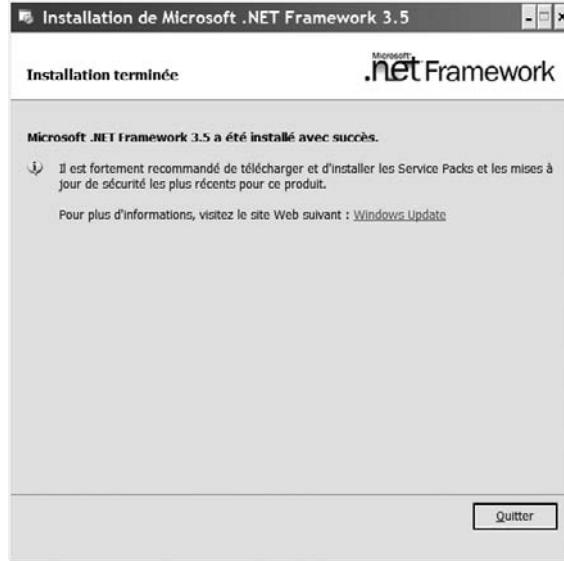 Installation de Microsoft .NET Framework 3.5
Installation terminée
Microsoft
.net Framework
Microsoft .NET Framework 3.5 a été installé avec succès.
Il est fortement recommandé de télécharger et d'installer les Service Packs et les mises à
jour de sécurité les plus récents pour ce produit.
Pour plus d'informations, visitez le site Web suivant : Windows Update
Quitter